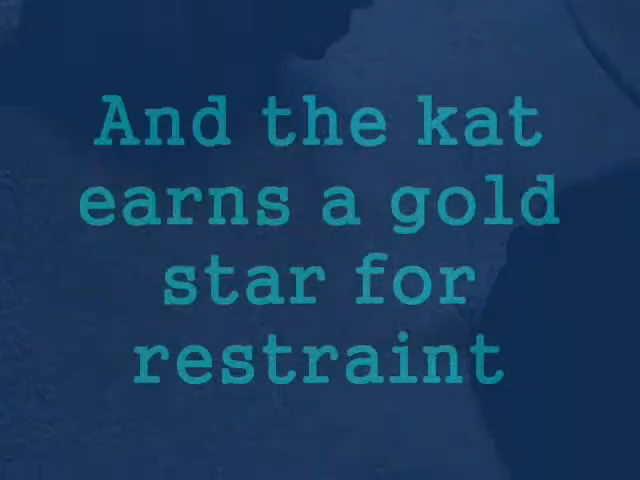 And the kat
earns a gold
star for
restraint